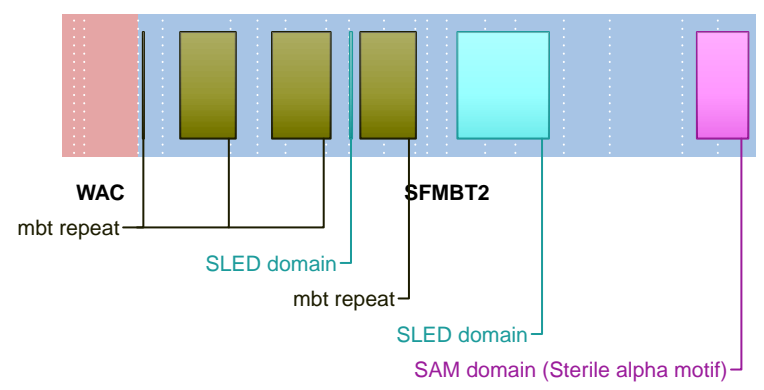 WAC
SFMBT2
mbt repeat
SLED domain
mbt repeat
SLED domain
SAM domain (Sterile alpha motif)